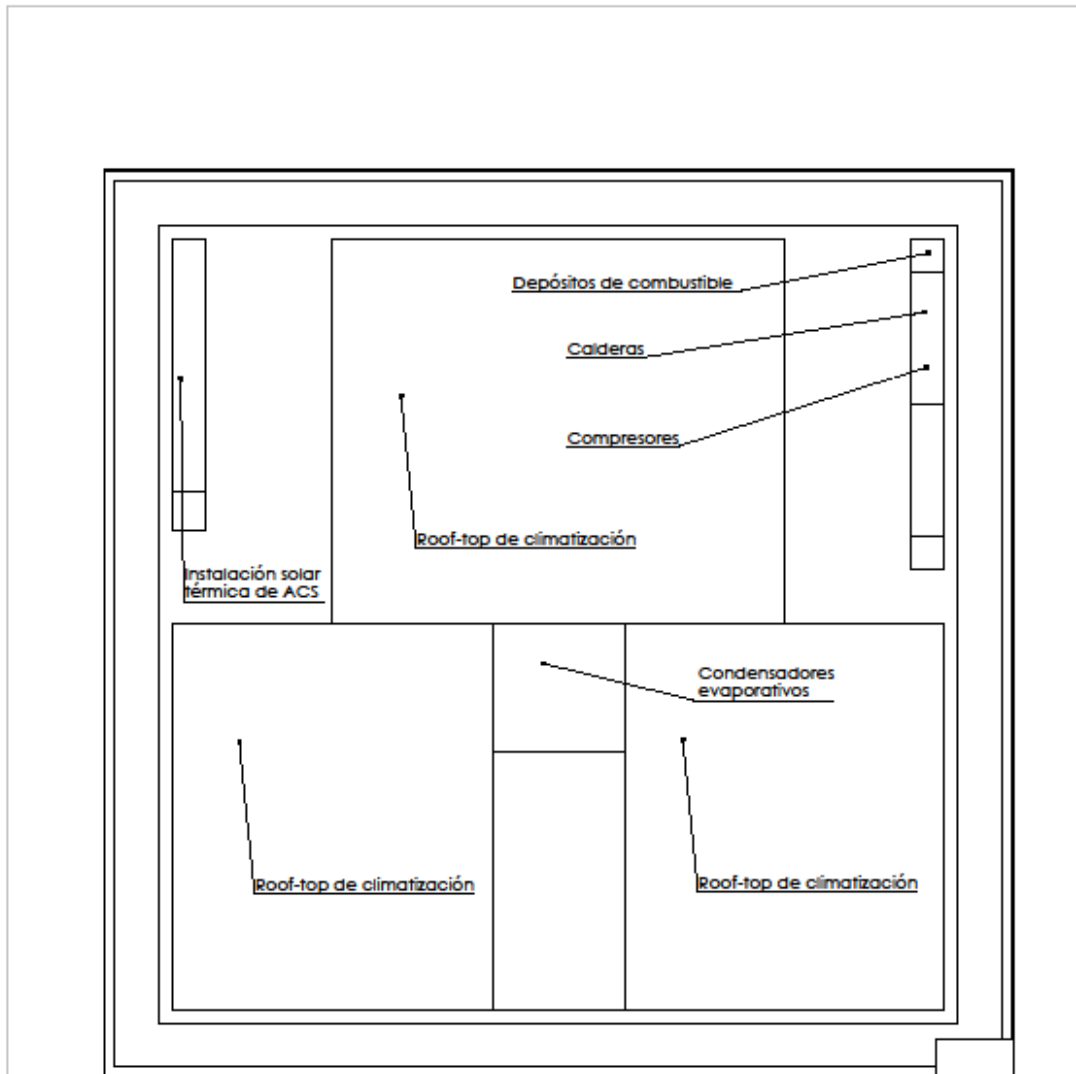 Depósitos de combustible
Calderas
Compresores
Roof-top de climatización
Instalación solar
térmica de ACS
Condensadores
evaporativos
Roof-top de climatización
Roof-top de climatización